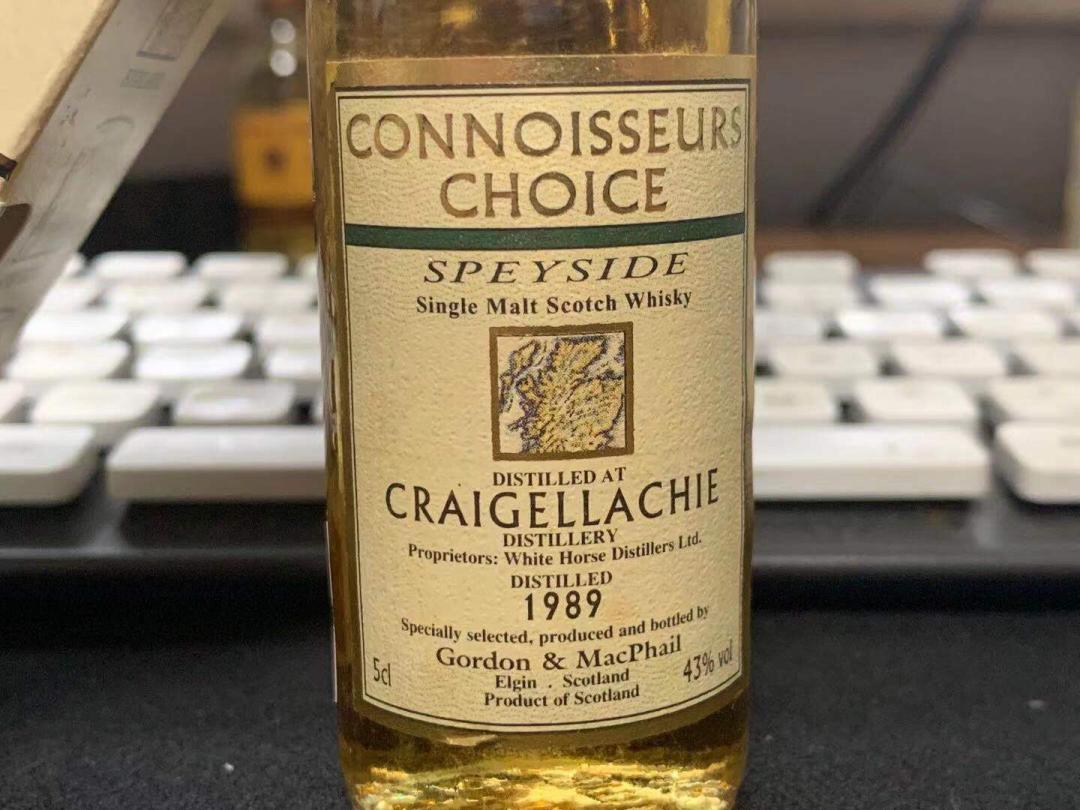 CONNOISSEURS
CHOICE
SPEYSIDE
Single Malt Scotch Whisky
DISTILLED AT
CRAIGELLACHIE
DISTILLERY
Proprietors: White Horse Distillers Ltd.
DISTILLED
1989
Specially selected, produced and bottled by
Gordon & MacPhail
5cl
43% vol
Elgin . Scotland
Product of Scotland